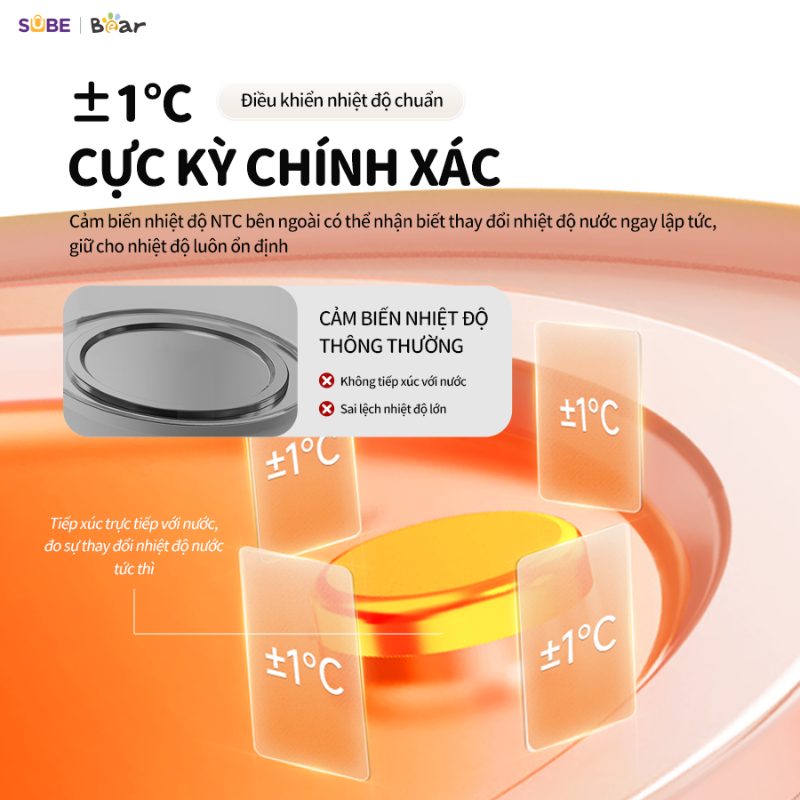 SUBE | Bear
±1°C
Điều khiển nhiệt độ chuẩn
CỰC KỲ CHÍNH XÁC
Cảm biến nhiệt độ NTC bên ngoài có thể nhận biết thay đổi nhiệt độ nước ngay lập tức,
giữ cho nhiệt độ luôn ổn định
CẢM BIẾN NHIỆT ĐỘ
THÔNG THƯỜNG
Không tiếp xúc với nước
Sai lệch nhiệt độ lớn
±1°C
±1°C
Tiếp xúc trực tiếp với nước,
đo sự thay đổi nhiệt độ nước
tức thì
±1°C
±1°C